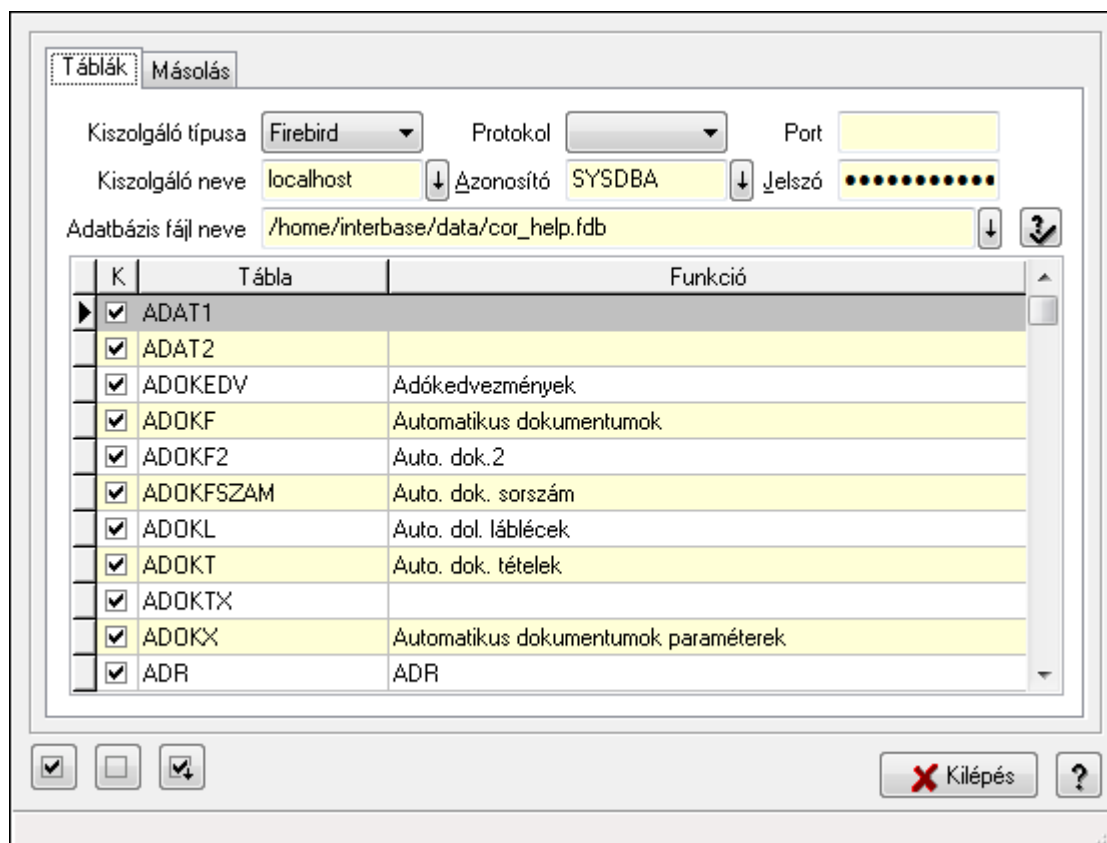 Táblák Másolás
Kiszolgáló típusa Firebird Protokol Port
Kiszolgáló neve localhost Azonosító SYSDBA Jelszó ●●●●●●●●●●●
Adatbázis fájl neve /home/interbase/data/cor_help.fdb
K Tábla Funkció
ADAT1
ADAT2
ADOKEDV Adókedvezmények
ADOKF Automatikus dokumentumok
ADOKF2 Auto. dok.2
ADOKFSZAM Auto. dok. sorszám
ADOKL Auto. dol. láblécek
ADOKT Auto. dok. tételek
ADOKTX
ADOKX Automatikus dokumentumok paraméterek
ADR ADR
Kilépés ?